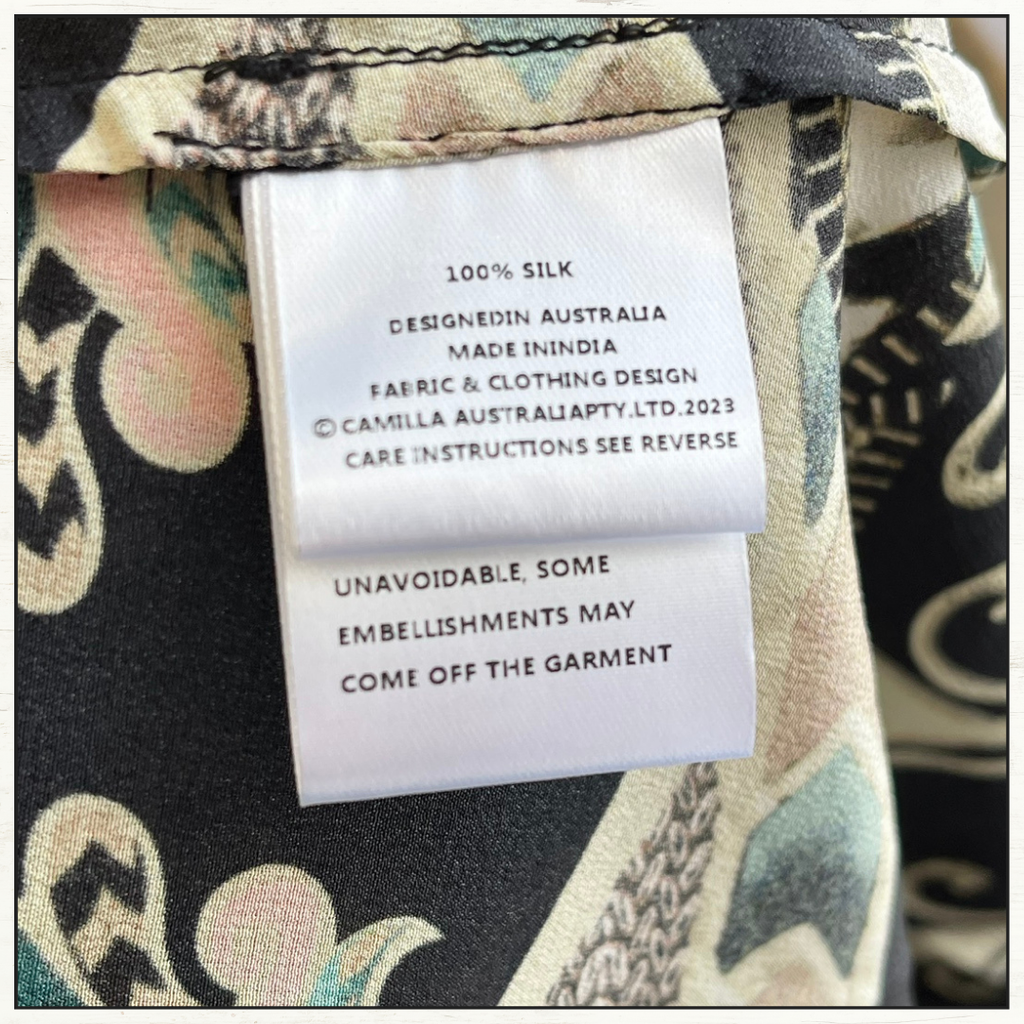 100% SILK
DESIGNEDIN AUSTRALIA
MADE ININDIA
FABRIC & CLOTHING DESIGN
© CAMILLA AUSTRALIAPTY.LTD.2023
CARE INSTRUCTIONS SEE REVERSE
UNAVOIDABLE, SOME
EMBELLISHMENTS MAY
COME OFF THE GARMENT